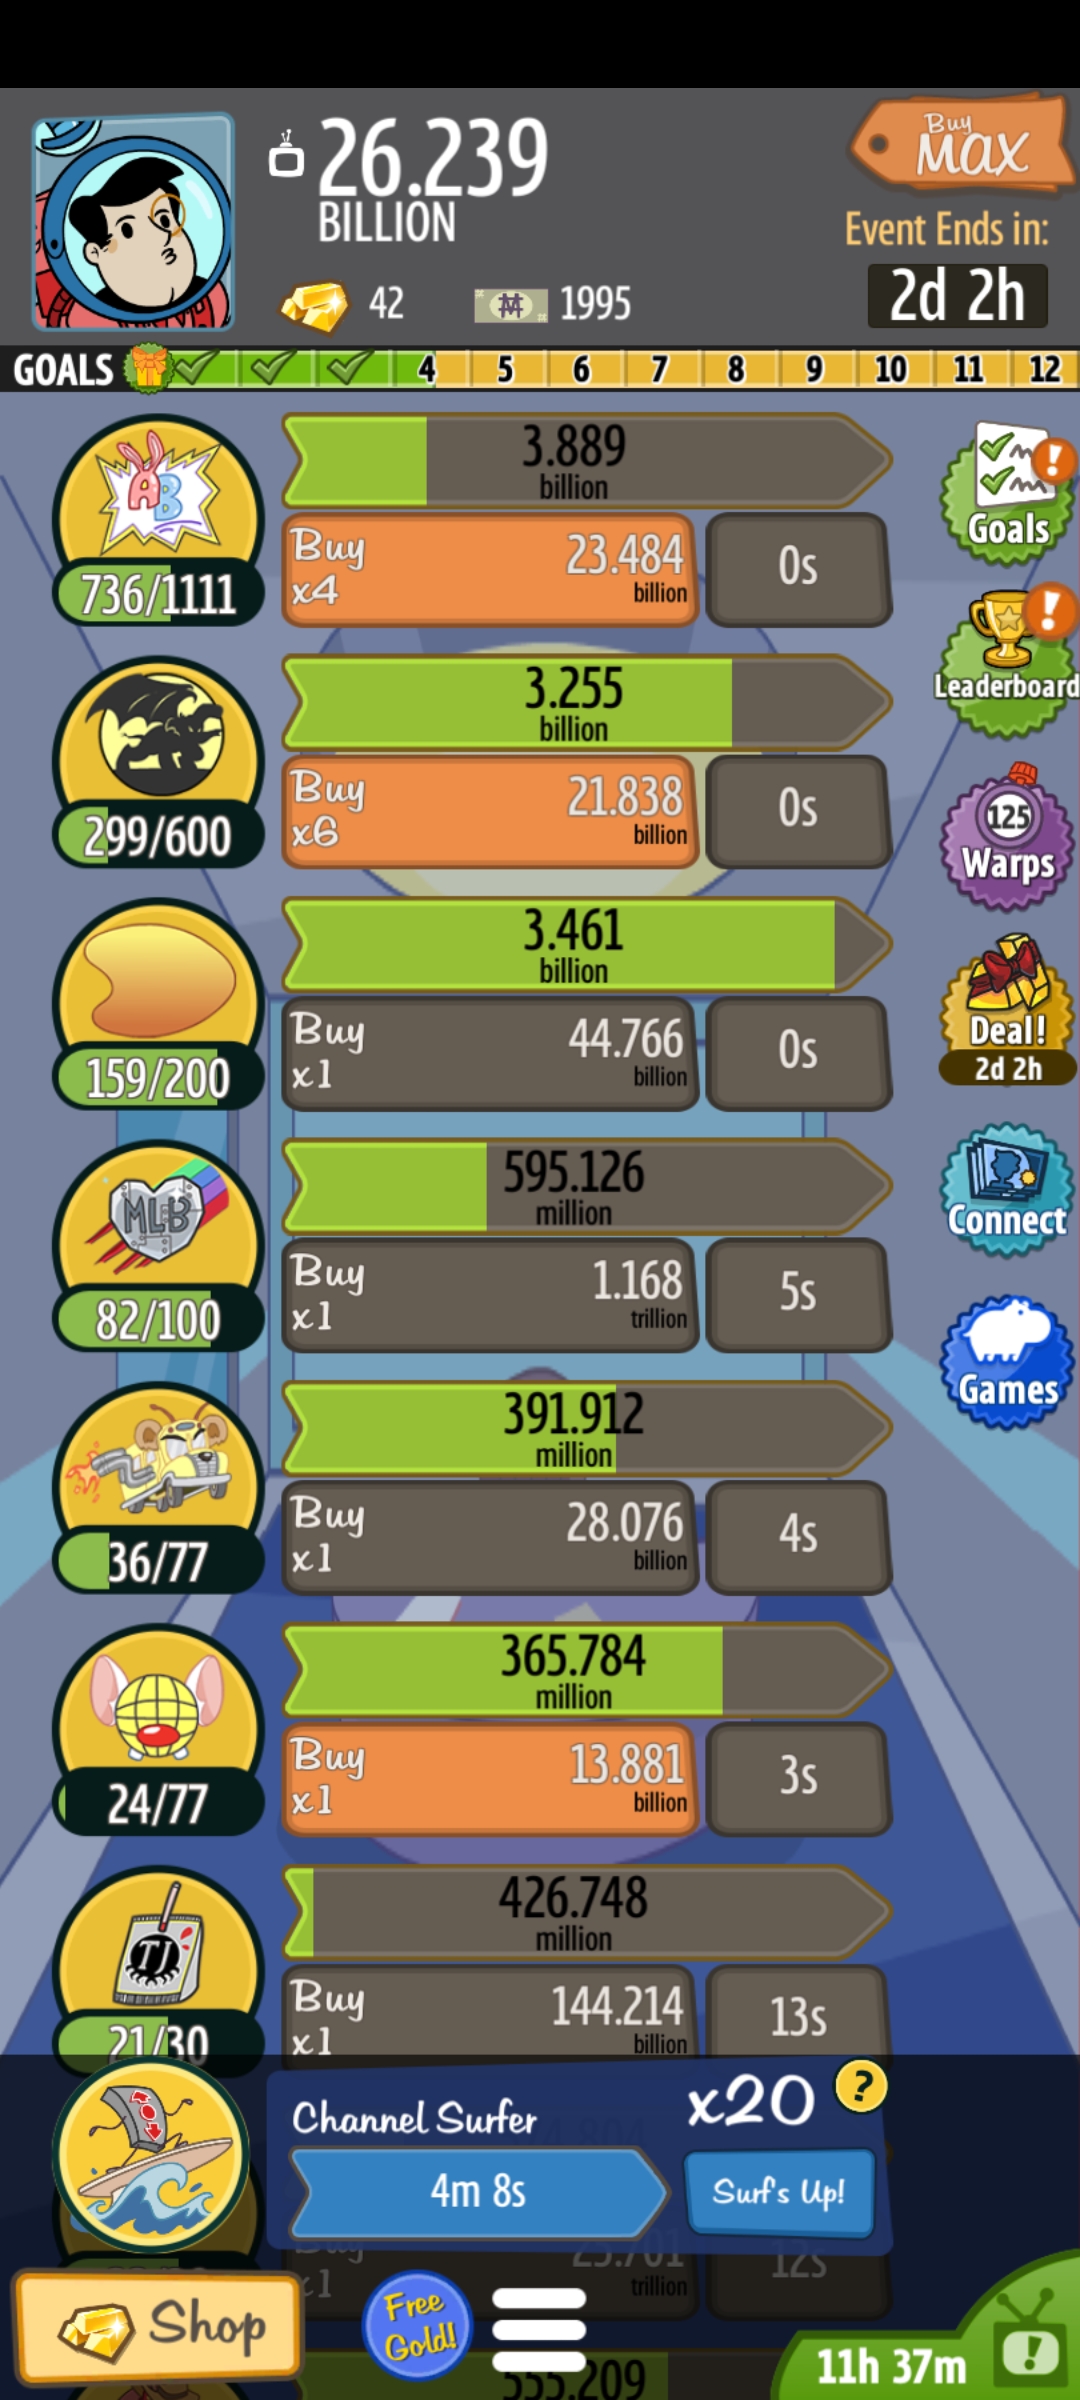 26.239
BILLION
Buy
MAX
Event Ends in:
2d 2h
42
1995
GOALS 4 5 6 7 8 9 10 11 12
AB
3.889
billion
Buy
x4
23.484
billion
0s
736/1111
Goals
3.255
billion
Buy
x6
21.838
billion
0s
299/600
Leaderboard
125
Warps
3.461
billion
Buy
x1
44.766
billion
0s
159/200
Deal!
2d 2h
MLB
595.126
million
Buy
x1
1.168
trillion
5s
82/100
Connect
391.912
million
Buy
x1
28.076
billion
4s
36/77
Games
365.784
million
Buy
x1
13.881
billion
3s
24/77
TJ
426.748
million
Buy
x1
144.214
billion
13s
21/30
Channel Surfer
x20
?
4m 8s
Surf's Up!
Buy
x1
trillion
12s
Shop
Free
Gold!
11h 37m